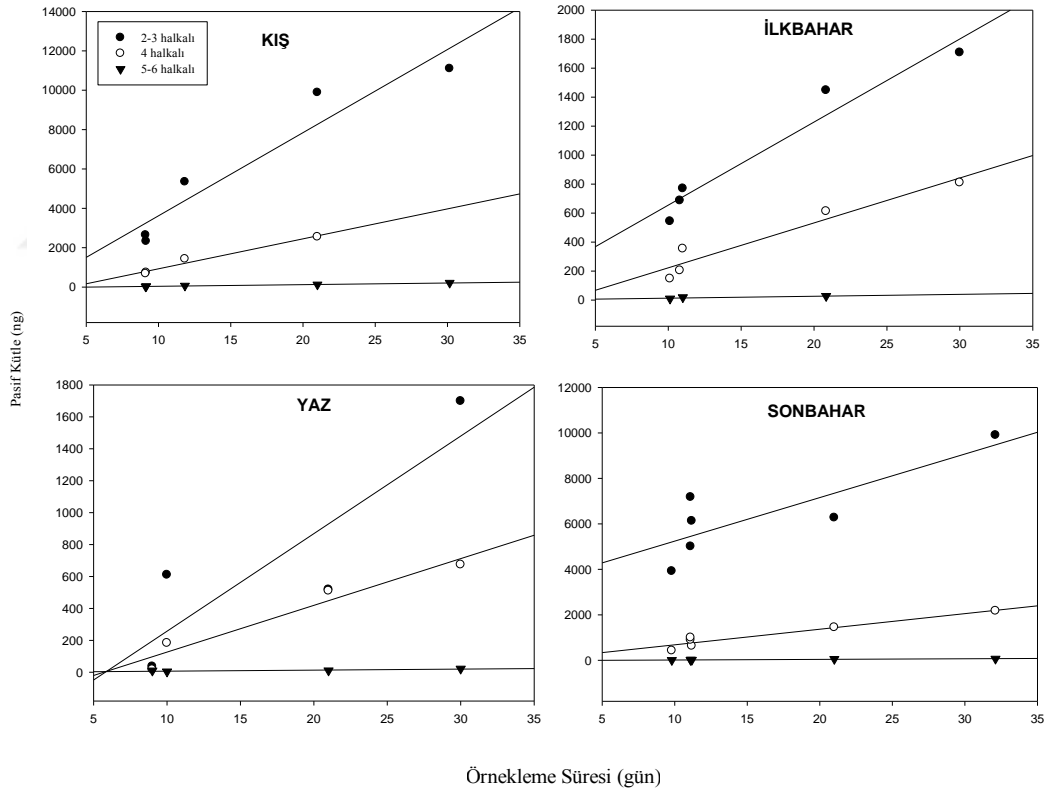 KIŞ
2-3 halkalı
4 halkalı
5-6 halkalı
14000
12000
10000
8000
6000
4000
2000
0
5 10 15 20 25 30 35
İLKBAHAR
2000
1800
1600
1400
1200
1000
800
600
400
200
0
5 10 15 20 25 30 35
Pasif Kütle (ng)
YAZ
1800
1600
1400
1200
1000
800
600
400
200
0
5 10 15 20 25 30 35
SONBAHAR
12000
10000
8000
6000
4000
2000
0
5 10 15 20 25 30 35
Örnekleme Süresi (gün)